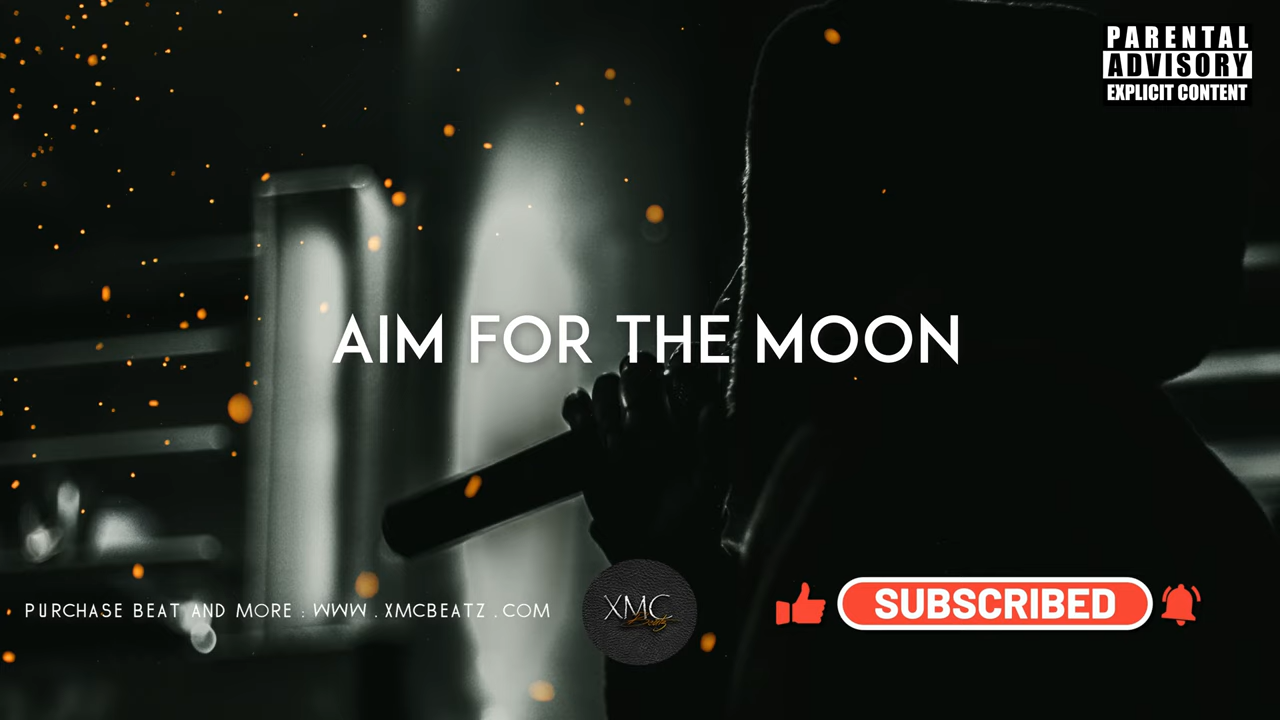 PARENTAL
ADVISORY
EXPLICIT CONTENT
AIM FOR THE MOON
PURCHASE BEAT AND MORE : WWW . XMCBEATZ . COM
XMC
SUBSCRIBED